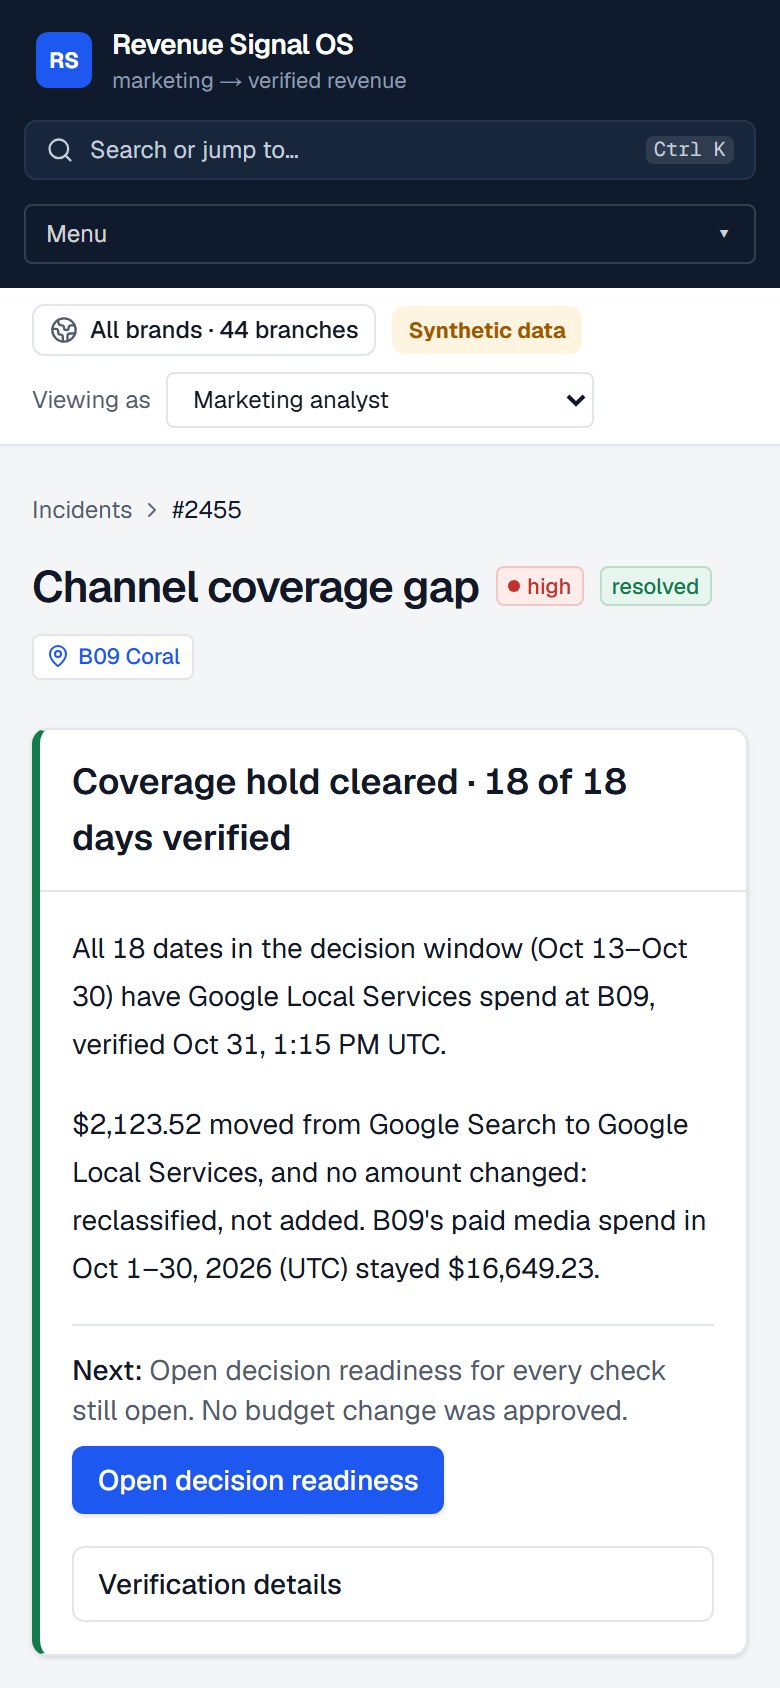 RS
Revenue Signal OS
marketing → verified revenue
Search or jump to...
Ctrl K
Menu
All brands · 44 branches
Synthetic data
Viewing as
Marketing analyst
Incidents > #2455
Channel coverage gap
high
resolved
B09 Coral
Coverage hold cleared · 18 of 18
days verified
All 18 dates in the decision window (Oct 13–Oct
30) have Google Local Services spend at B09,
verified Oct 31, 1:15 PM UTC.
$2,123.52 moved from Google Search to Google
Local Services, and no amount changed:
reclassified, not added. B09's paid media spend in
Oct 1–30, 2026 (UTC) stayed $16,649.23.
Next: Open decision readiness for every check
still open. No budget change was approved.
Open decision readiness
Verification details